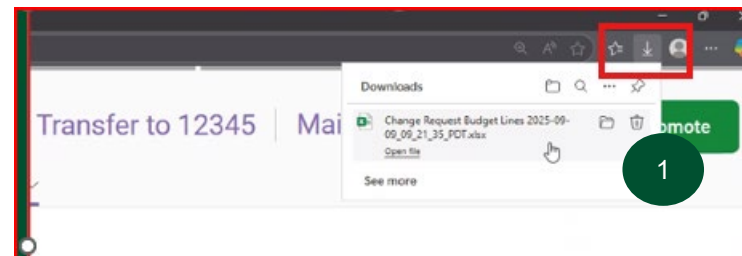 Downloads
Transfer to 12345
Mai
Change Request Budget Lines 2025-09-
09_09_21_35_PDT.xlsx
Open file
omote
See more
1